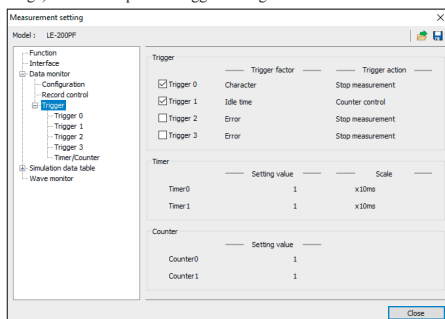 Measurement setting
Model : LE-200PF
Function
Interface
Data monitor
Configuration
Record control
Trigger
Trigger 0
Trigger 1
Trigger 2
Trigger 3
Timer/Counter
Simulation data table
Wave monitor
Trigger
Trigger factor Trigger action
Trigger 0 Character Stop measurement
Trigger 1 Idle time Counter control
Trigger 2 Error Stop measurement
Trigger 3 Error Stop measurement
Timer
Setting value Scale
Timer0 1 x10ms
Timer1 1 x10ms
Counter
Setting value
Counter0 1
Counter1 1
Close